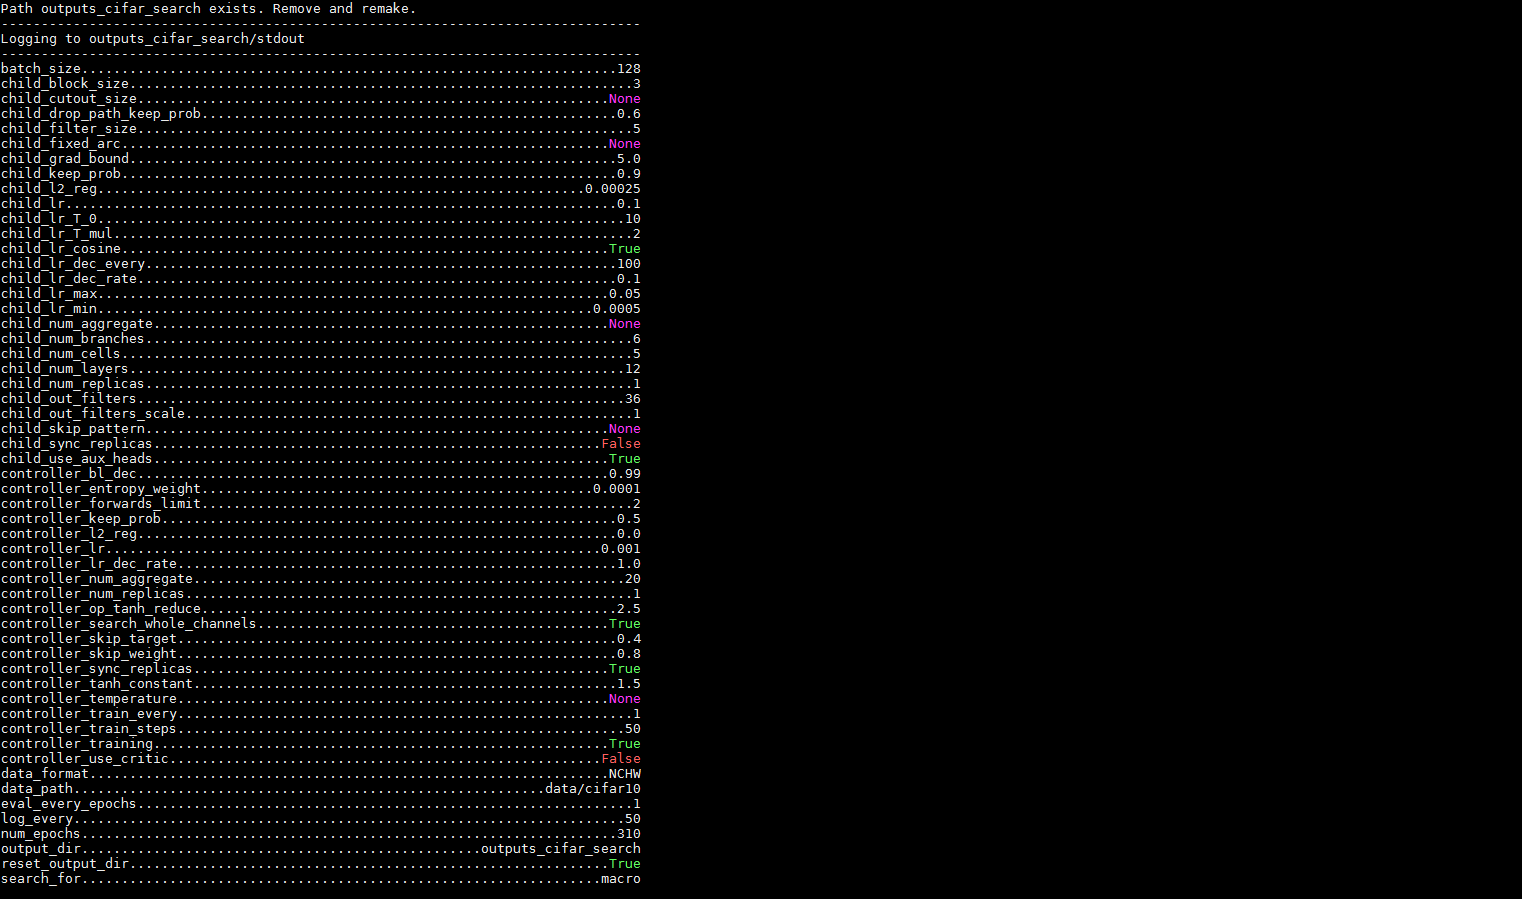 Path outputs_cifar_search exists. Remove and remake.
--------------------------------------------------------------------------------
Logging to outputs_cifar_search/stdout
--------------------------------------------------------------------------------
batch_size...................................................................128
child_block_size...............................................................3
child_cutout_size...........................................................None
child_drop_path_keep_prob....................................................0.6
child_filter_size..............................................................5
child_fixed_arc.............................................................None
child_grad_bound.............................................................5.0
child_keep_prob..............................................................0.9
child_l2_reg.............................................................0.00025
child_lr.....................................................................0.1
child_lr_T_0..................................................................10
child_lr_T_mul.................................................................2
child_lr_cosine.............................................................True
child_lr_dec_every...........................................................100
child_lr_dec_rate............................................................0.1
child_lr_max................................................................0.05
child_lr_min..............................................................0.0005
child_num_aggregate.........................................................None
child_num_branches.............................................................6
child_num_cells................................................................5
child_num_layers..............................................................12
child_num_replicas.............................................................1
child_out_filters.............................................................36
child_out_filters_scale........................................................1
child_skip_pattern..........................................................None
child_sync_replicas........................................................False
child_use_aux_heads.........................................................True
controller_bl_dec...........................................................0.99
controller_entropy_weight.................................................0.0001
controller_forwards_limit......................................................2
controller_keep_prob.........................................................0.5
controller_l2_reg............................................................0.0
controller_lr..............................................................0.001
controller_lr_dec_rate.......................................................1.0
controller_num_aggregate......................................................20
controller_num_replicas........................................................1
controller_op_tanh_reduce....................................................2.5
controller_search_whole_channels............................................True
controller_skip_target.......................................................0.4
controller_skip_weight.......................................................0.8
controller_sync_replicas....................................................True
controller_tanh_constant.....................................................1.5
controller_temperature......................................................None
controller_train_every.........................................................1
controller_train_steps........................................................50
controller_training.........................................................True
controller_use_critic......................................................False
data_format.................................................................NCHW
data_path...........................................................data/cifar10
eval_every_epochs..............................................................1
log_every.....................................................................50
num_epochs...................................................................310
output_dir..................................................outputs_cifar_search
reset_output_dir............................................................True
search_for.................................................................macro